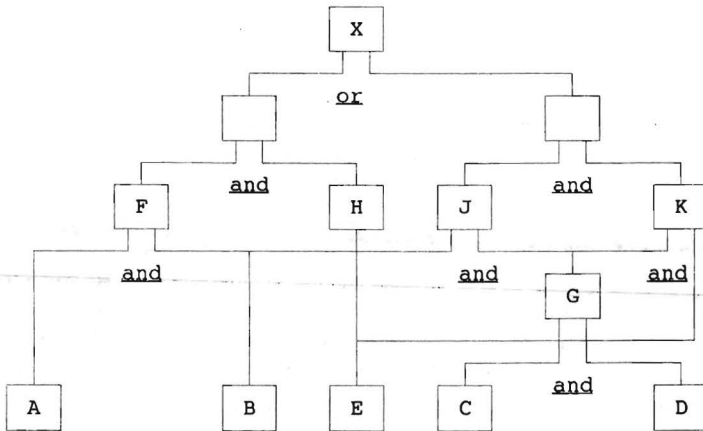 X
or
and and
F H J K
and and and
G
and
A B E C D